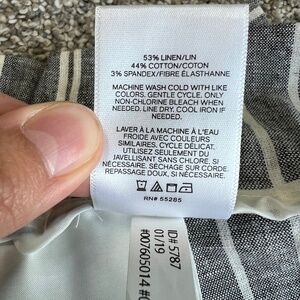 53% LINEN/LIN
44% COTTON/COTON
3% SPANDEX/FIBRE ÉLASTHANNE
MACHINE WASH COLD WITH LIKE
COLORS. GENTLE CYCLE. ONLY
NON-CHLORINE BLEACH WHEN
NEEDED. LINE DRY. COOL IRON IF
NEEDED.
LAVER À LA MACHINE À L'EAU
FROIDE AVEC COULEURS
SIMILAIRES. CYCLE DÉLICAT.
UTILISEZ SEULEMENT DU
JAVELLISANT SANS CHLORE, SI
NÉCESSAIRE. SÉCHAGE SUR CORDE.
REPASSAGE DOUX, SI NÉCESSAIRE.
RN# 55285
ID# 5787
01/19
#007605014